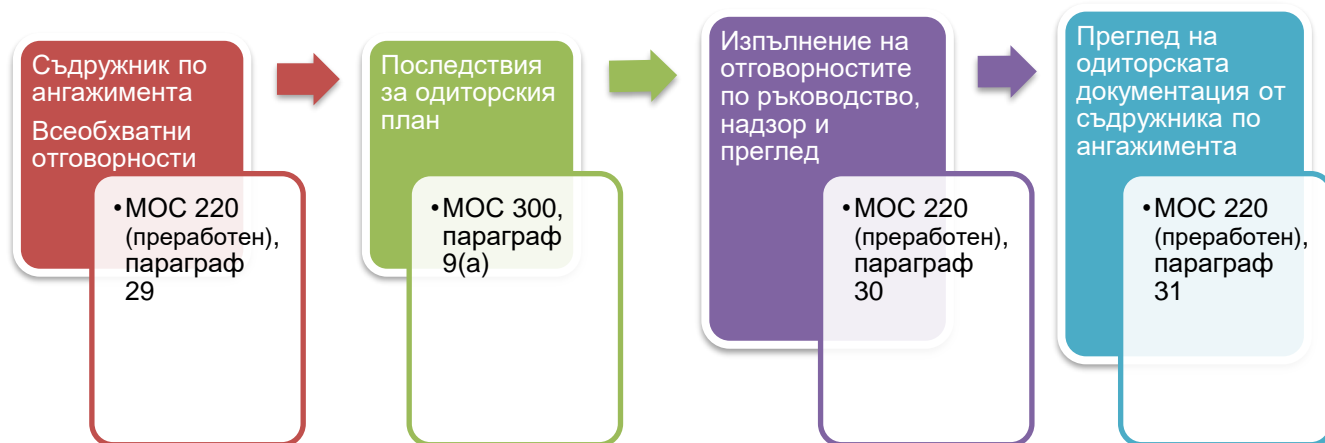 Съдружник по
ангажимента
Всеобхватни
отговорности
•МОС 220
(преработен),
параграф
29
Последствия
за одиторския
план
•МОС 300,
параграф
9(а)
Изпълнение на
отговорностите
по ръководство,
надзор и
преглед
•МОС 220
(преработен),
параграф
30
Преглед на
одиторската
документация от
съдружника по
ангажимента
•МОС 220
(преработен),
параграф
31